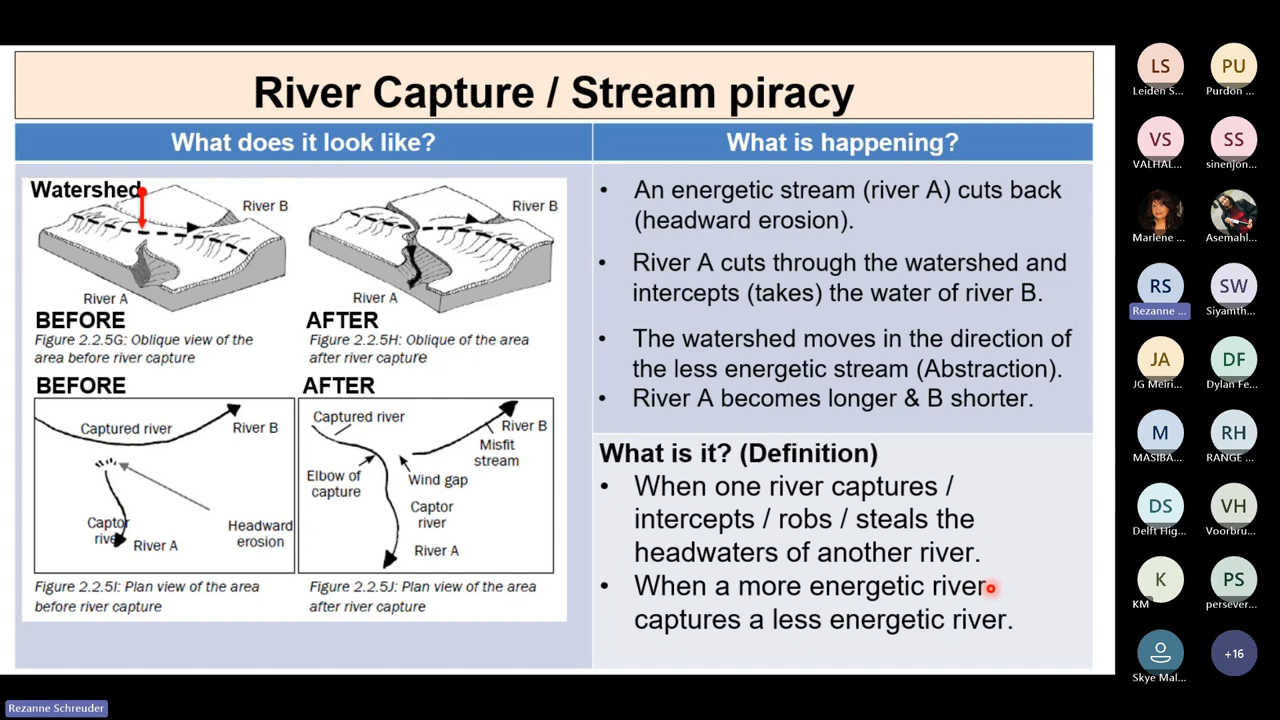 River Capture / Stream piracy
What does it look like?
What is happening?
Watershed
River B
River A
BEFORE
Figure 2.2.5G: Oblique view of the
area before river capture
River B
River A
AFTER
Figure 2.2.5H: Oblique of the area
after river capture
BEFORE
Captured river
River B
Captor
river
River A
Headward
erosion
Figure 2.2.5I: Plan view of the area
before river capture
AFTER
Captured river
River B
Misfit
stream
Elbow of
capture
Wind gap
Captor
river
River A
Figure 2.2.5J: Plan view of the area
after river capture
• An energetic stream (river A) cuts back
(headward erosion).
• River A cuts through the watershed and
intercepts (takes) the water of river B.
• The watershed moves in the direction of
the less energetic stream (Abstraction).
• River A becomes longer & B shorter.
What is it? (Definition)
• When one river captures /
intercepts / robs / steals the
headwaters of another river.
• When a more energetic river
captures a less energetic river.
LS
Leiden S...
PU
Purdon ...
VS
VALHAL...
SS
sinenjon...
Marlene ...
Asemahl...
RS
Rezanne ...
SW
Siyamth...
JA
JG Meiri...
DF
Dylan Fe...
M
MASIBA...
RH
RANGE ...
DS
Delft Hig...
VH
Voorbru...
K
KM
PS
persever...
Skye Mal...
+16
Rezanne Schreuder